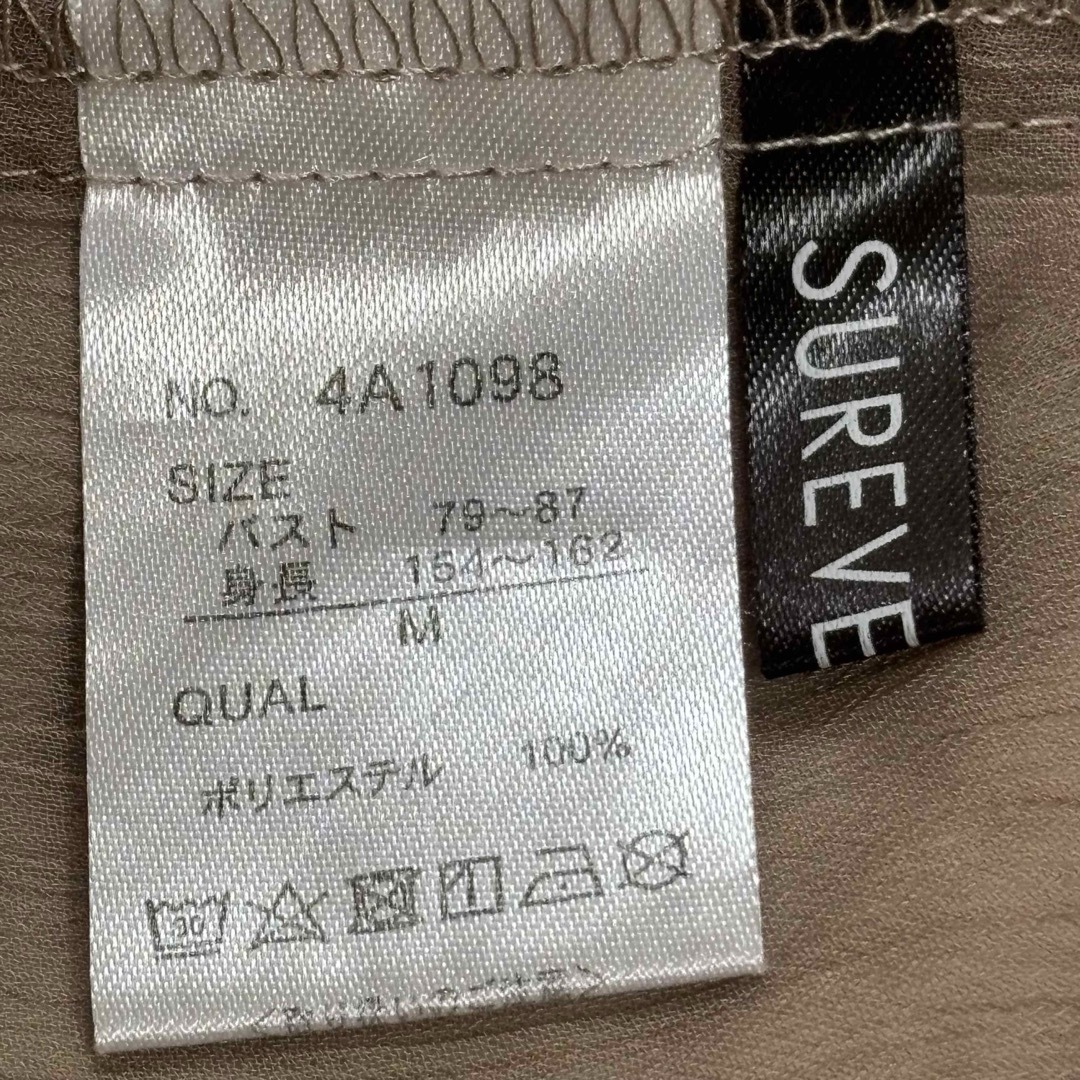 NO. 4A1098
SIZE
バスト 79～87
身長 154～162
M
QUAL
ポリエステル 100%
30
SUREVE